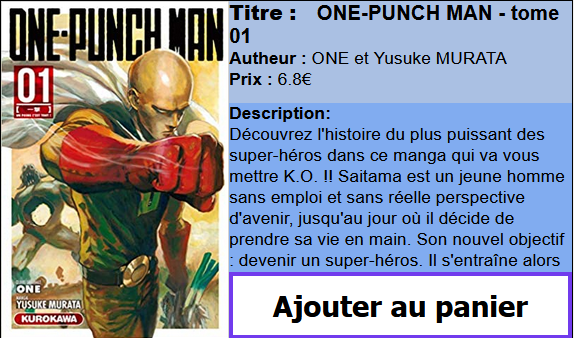 ONE-PUNCH MAN
01
ONE
YUSUKE MURATA
KUROKAWA
Titre : ONE-PUNCH MAN - tome
01
Autheur : ONE et Yusuke MURATA
Prix : 6.8€
Description:
Découvrez l'histoire du plus puissant des
super-héros dans ce manga qui va vous
mettre K.O. !! Saitama est un jeune homme
sans emploi et sans réelle perspective
d'avenir, jusqu'au jour où il décide de
prendre sa vie en main. Son nouvel objectif
: devenir un super-héros. Il s'entraîne alors
Ajouter au panier